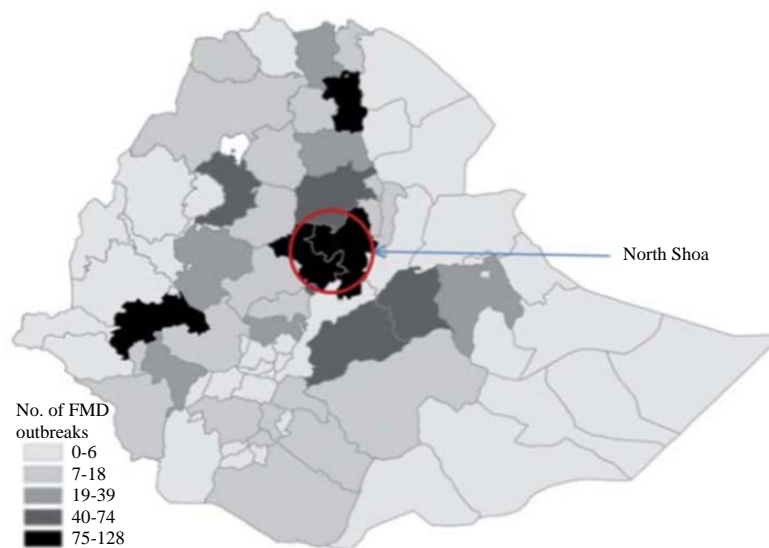 North Shoa
No. of FMD
outbreaks
0-6
7-18
19-39
40-74
75-128